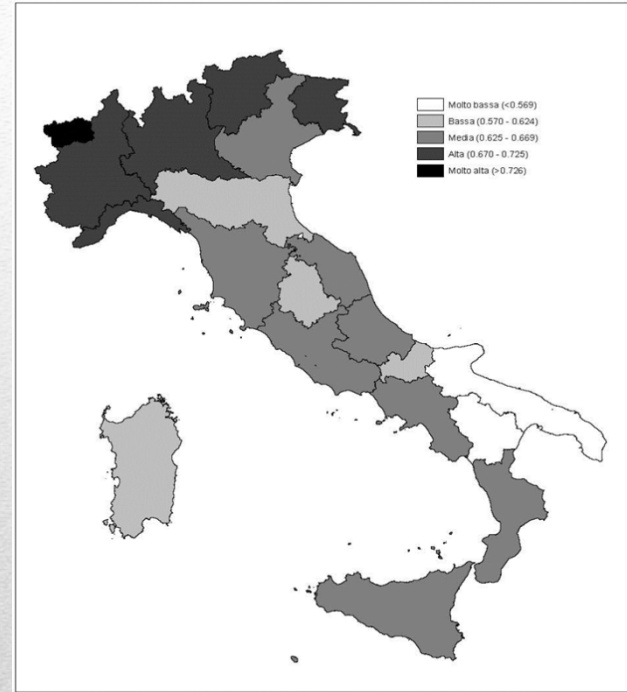 Molto bassa (<0.569)
Bassa (0.570 - 0.624)
Media (0.625 - 0.669)
Alta (0.670 - 0.725)
Molto alta (>0.726)